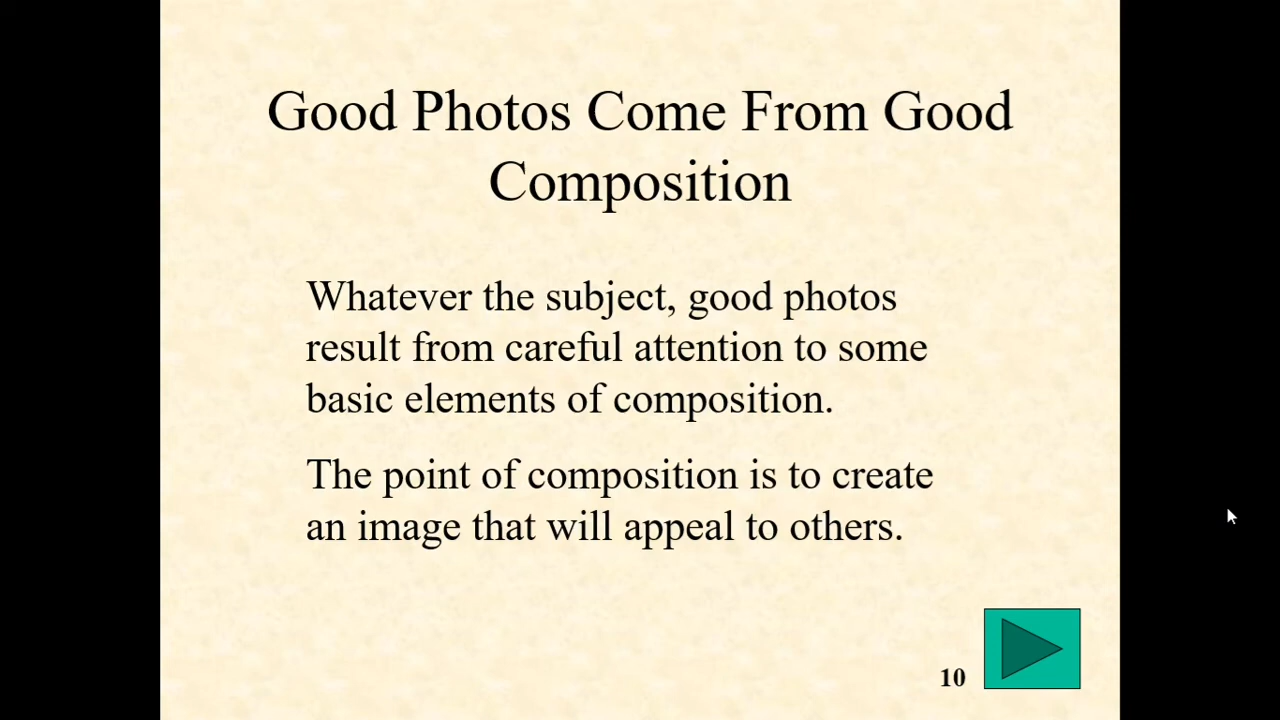 Good Photos Come From Good
Composition
Whatever the subject, good photos
result from careful attention to some
basic elements of composition.
The point of composition is to create
an image that will appeal to others.
10